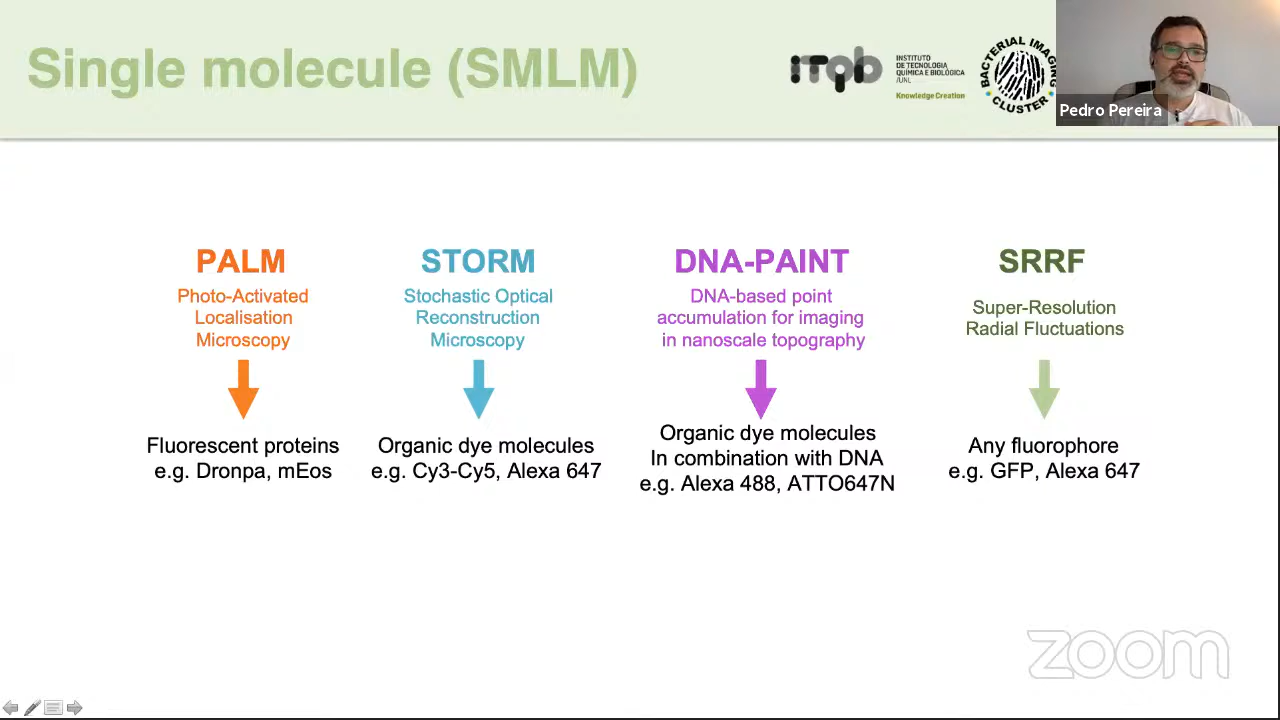 Single molecule (SMLM)
iTqb
INSTITUTO
DE TECNOLOGIA
QUÍMICA E BIOLÓGICA
/UNL
Knowledge Creation
BACTERIAL IMAGING
CLUSTER
Pedro Pereira
PALM
Photo-Activated
Localisation
Microscopy
Fluorescent proteins
e.g. Dronpa, mEos
STORM
Stochastic Optical
Reconstruction
Microscopy
Organic dye molecules
e.g. Cy3-Cy5, Alexa 647
DNA-PAINT
DNA-based point
accumulation for imaging
in nanoscale topography
Organic dye molecules
In combination with DNA
e.g. Alexa 488, ATTO647N
SRRF
Super-Resolution
Radial Fluctuations
Any fluorophore
e.g. GFP, Alexa 647
zoom